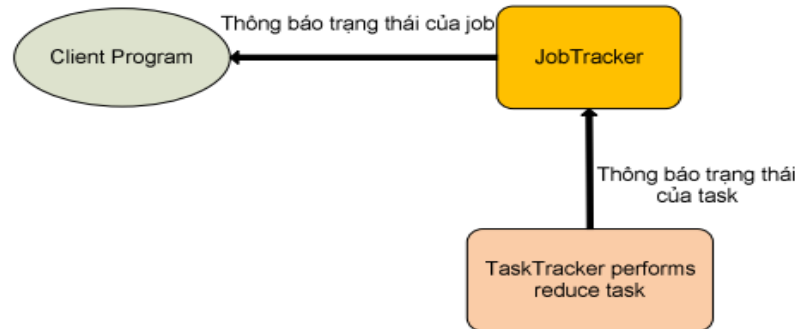 Thông báo trạng thái của job
Client Program
JobTracker
Thông báo trạng thái
của task
TaskTracker performs
reduce task